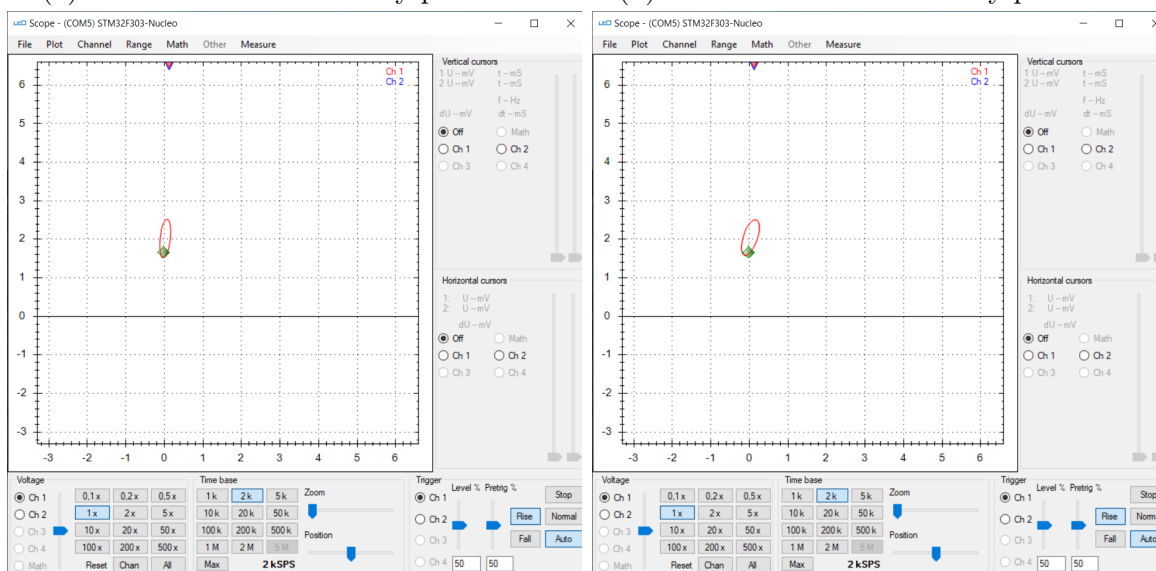 LEO Scope - (COM5) STM32F303-Nucleo
File Plot Channel Range Math Other Measure
Ch 1
Ch 2
6
5
4
3
2
1
0
-1
-2
-3
-3 -2 -1 0 1 2 3 4 5 6
Vertical cursors
1 U – mV t – mS
2 U – mV t – mS
f – Hz
dU – mV dt – mS
Off Math
Ch 1 Ch 2
Ch 3 Ch 4
Horizontal cursors
1: U – mV
2: U – mV
dU – mV
Off Math
Ch 1 Ch 2
Ch 3 Ch 4
Voltage
Ch 1
Ch 2
Ch 3
Ch 4
Math
0,1 x 0,2 x 0,5 x
1 x 2 x 5 x
10 x 20 x 50 x
100 x 200 x 500 x
Reset Chan All
Time base
1 k 2 k 5 k
10 k 20 k 50 k
100 k 200 k 500 k
1 M 2 M 5 M
Max 2 kSPS
Zoom
Position
Trigger
Level % Pretrig %
Ch 1
Ch 2
Ch 3
Ch 4
50 50
Stop
Rise Normal
Fall Auto
LEO Scope - (COM5) STM32F303-Nucleo
File Plot Channel Range Math Other Measure
Ch 1
Ch 2
6
5
4
3
2
1
0
-1
-2
-3
-3 -2 -1 0 1 2 3 4 5 6
Vertical cursors
1 U – mV t – mS
2 U – mV t – mS
f – Hz
dU – mV dt – mS
Off Math
Ch 1 Ch 2
Ch 3 Ch 4
Horizontal cursors
1: U – mV
2: U – mV
dU – mV
Off Math
Ch 1 Ch 2
Ch 3 Ch 4
Voltage
Ch 1
Ch 2
Ch 3
Ch 4
Math
0,1 x 0,2 x 0,5 x
1 x 2 x 5 x
10 x 20 x 50 x
100 x 200 x 500 x
Reset Chan All
Time base
1 k 2 k 5 k
10 k 20 k 50 k
100 k 200 k 500 k
1 M 2 M 5 M
Max 2 kSPS
Zoom
Position
Trigger
Level % Pretrig %
Ch 1
Ch 2
Ch 3
Ch 4
50 50
Stop
Rise Norm
Fall Auto